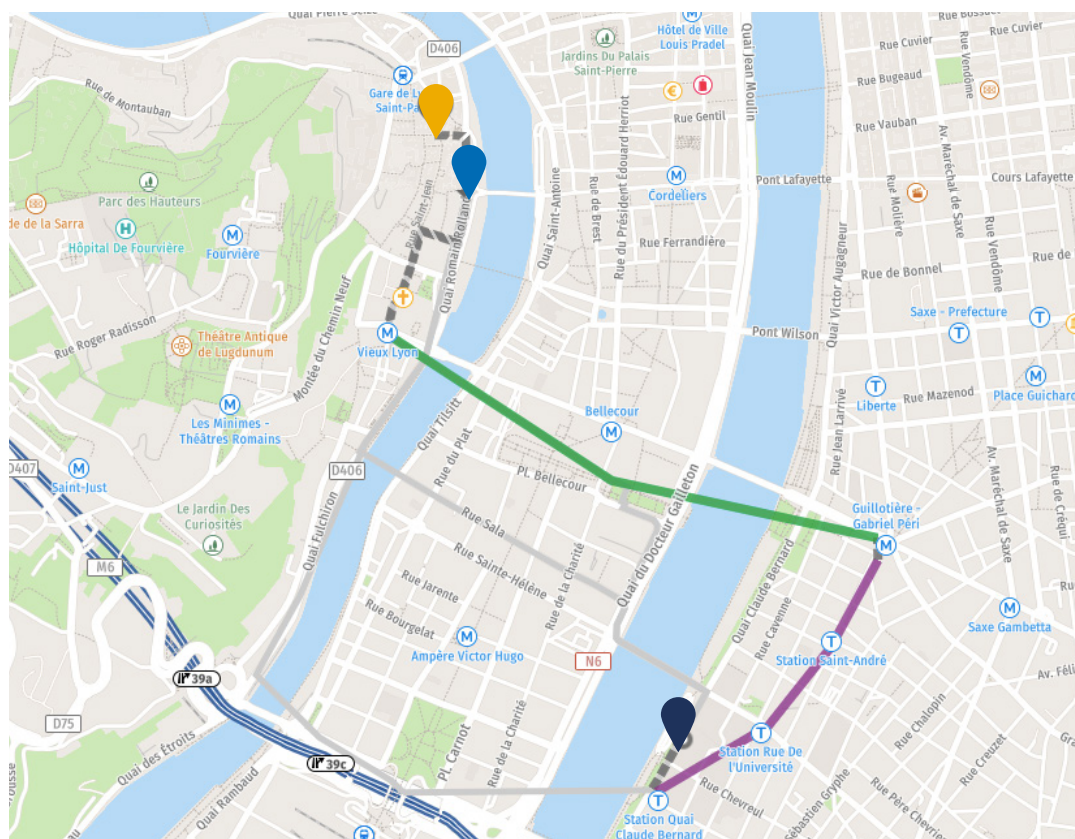 Quai Pierre Scize
D406
Hôtel de Ville
Louis Pradel
Jardins Du Palais
Saint-Pierre
Rue Cuvier
Rue Cuvier
Rue Vendôme
Rue Bugeaud
Quai Jean Moulin
Rue de Montauban
Gare de
Rue Gentil
Rue Vauban
Av. Maréchal de Saxe
Parc des Hauteurs
Rue Saint-Jean
Quai Saint-Antoine
Rue de Brest
Rue du Président Édouard Herriot
Cordeliers
Pont Lafayette
Cours Lafayette
Rue Molière
de de la Sarra
Hôpital De Fourvière
Fourvière
Quai Romain Rolland
Rue Ferrandière
Quai Victor Augagneur
Rue de Bonnel
Rue Vendôme
Rue de
Montée du Chemin Neuf
Rue Roger Radisson
Théâtre Antique
de Lugdunum
Vieux Lyon
Pont Wilson
Saxe - Prefecture
Les Minimes -
Théâtres Romains
Quai Tilsitt
Rue du Plat
Bellecour
Rue Jean Larrivé
Liberte
Rue Mazenod
Place Guichard
D407
Saint-Just
D406
Pl. Bellecour
Quai du Docteur Gailleton
Av. Maréchal de Saxe
Rue de Créqui
Le Jardin Des
Curiosités
Quai Fulchiron
Rue Sala
Guillotière -
Gabriel Péri
M6
Rue Sainte-Hélène
Rue de la Charité
Quai Claude Bernard
Rue Jarente
Rue Bourgelat
Rue Cavenne
Saxe Gambetta
Ampère Victor Hugo
N6
Station Saint-André
Av. Féli
39a
D75
Quai des Étroits
Pl. Carnot
Rue de la Charité
Rue Chalopin
Station Rue De
L'Université
Rue Creuzet
39c
Quai Rambaud
Rue Chevreul
Sébastien Gryphe
Rue Père Chevrier
Station Quai
Claude Bernard